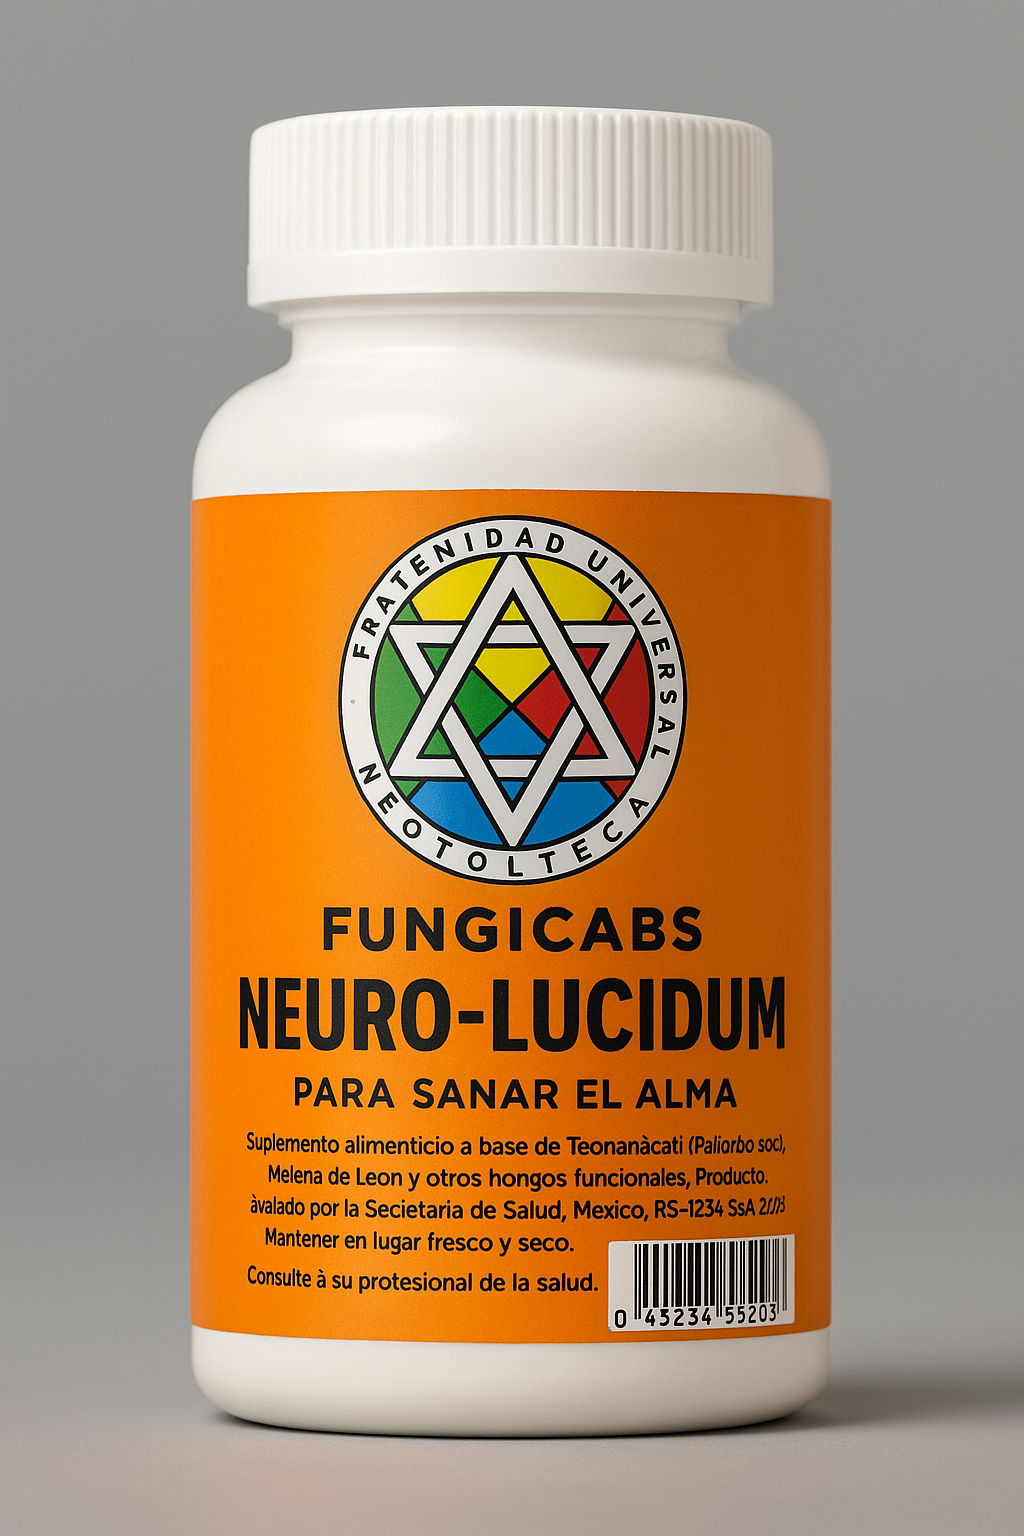 FRATENIDAD UNIVERSAL
NEOTOLTECA
FUNGICABS
NEURO-LUCIDUM
PARA SANAR EL ALMA
Suplemento alimenticio a base de Teonanàcati (Paliorbo soc),
Melena de Leon y otros hongos funcionales, Producto.
àvalado por la Secietaria de Salud, Mexico, RS-1234 SsA
Mantener en lugar fresco y seco.
Consulte à su protesional de la salud.
0 43234 55203